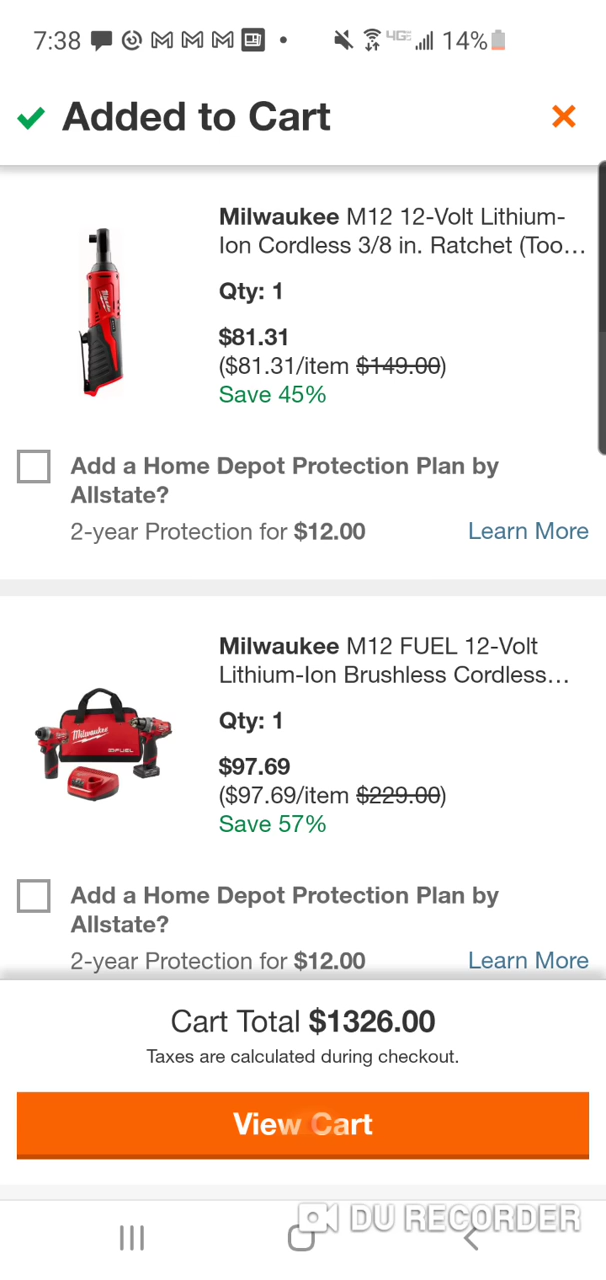 7:38 4GE 14%
Added to Cart
Milwaukee M12 12-Volt Lithium-
Ion Cordless 3/8 in. Ratchet (Too...
Qty: 1
$81.31
($81.31/item $149.00)
Save 45%
Add a Home Depot Protection Plan by
Allstate?
2-year Protection for $12.00 Learn More
Milwaukee M12 FUEL 12-Volt
Lithium-Ion Brushless Cordless...
Milwaukee
FUEL
Qty: 1
$97.69
($97.69/item $229.00)
Save 57%
Add a Home Depot Protection Plan by
Allstate?
2-year Protection for $12.00 Learn More
Cart Total $1326.00
Taxes are calculated during checkout.
View Cart
DU RECORDER